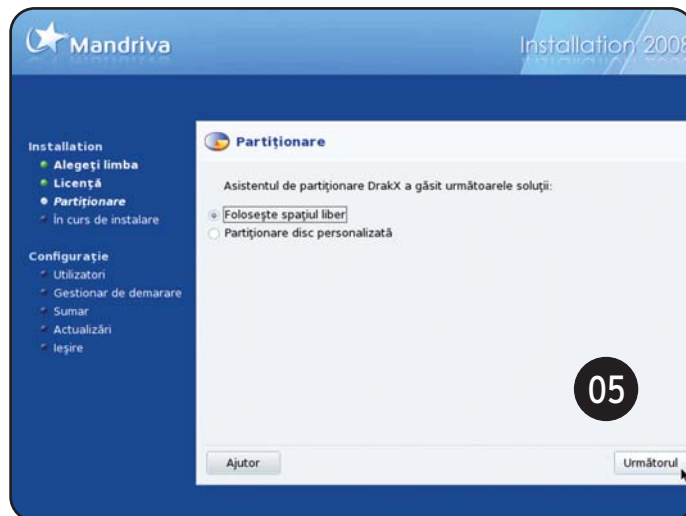 Mandriva
Installation 2008
Installation
Alegeți limba
Licență
Partiționare
În curs de instalare
Configurație
Utilizatori
Gestionar de demarare
Sumar
Actualizări
Ieșire
Partiționare
Asistentul de partiționare DrakX a găsit următoarele soluții:
Folosește spațiul liber
Partiționare disc personalizată
05
Ajutor
Următorul